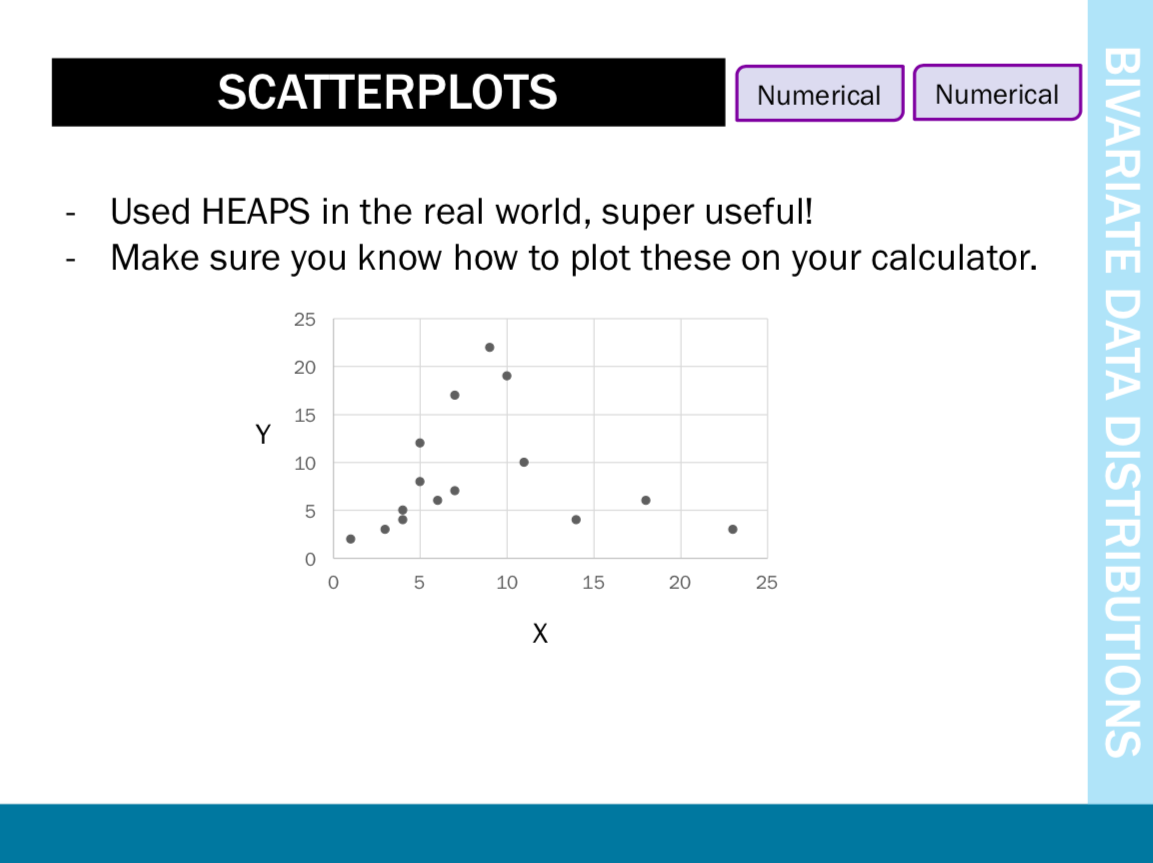 SCATTERPLOTS
Numerical
Numerical
- Used HEAPS in the real world, super useful!
- Make sure you know how to plot these on your calculator.
25
20
15
10
5
0
Y
0 5 10 15 20 25
X
BIVARIATE DATA DISTRIBUTIONS